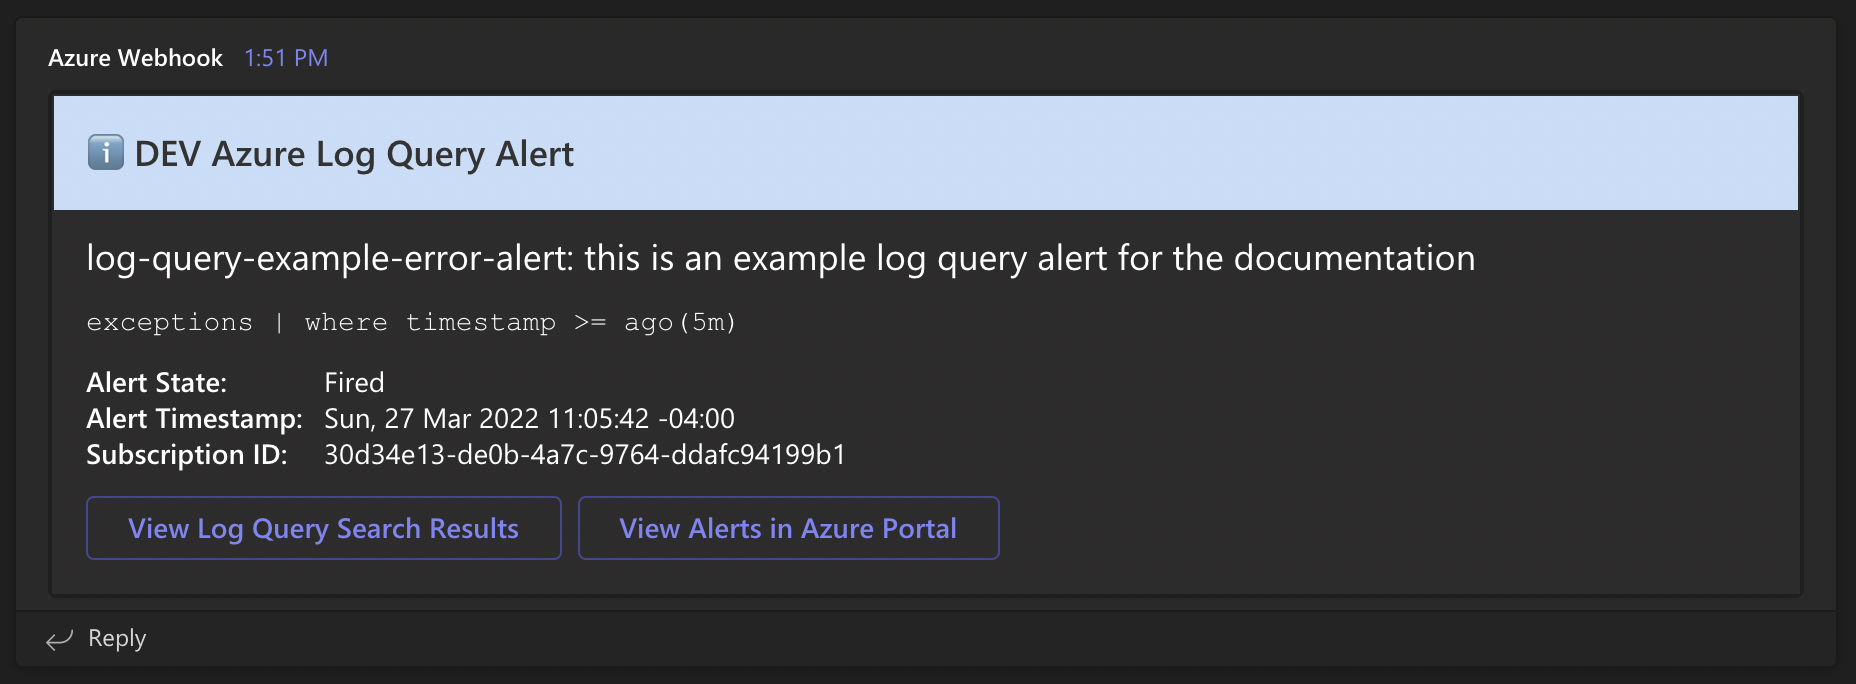 Azure Webhook 1:51 PM
ℹ️ DEV Azure Log Query Alert
log-query-example-error-alert: this is an example log query alert for the documentation
exceptions | where timestamp >= ago(5m)
Alert State: Fired
Alert Timestamp: Sun, 27 Mar 2022 11:05:42 -04:00
Subscription ID: 30d34e13-de0b-4a7c-9764-ddafc94199b1
View Log Query Search Results View Alerts in Azure Portal
Reply